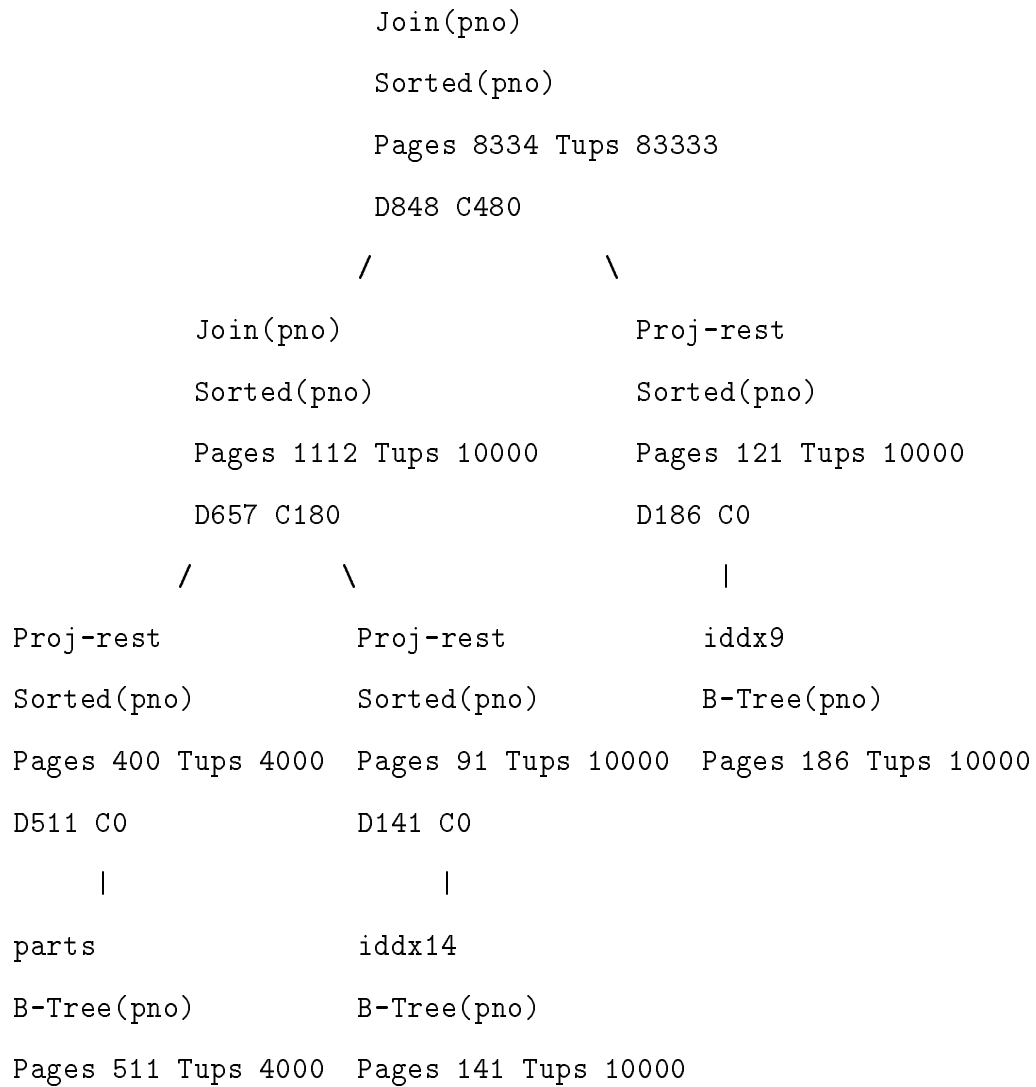 Join(pno)
Sorted(pno)
Pages 8334 Tups 83333
D848 C480
/ \
Join(pno) Proj-rest
Sorted(pno) Sorted(pno)
Pages 1112 Tups 10000 Pages 121 Tups 10000
D657 C180 D186 C0
/ \ |
Proj-rest Proj-rest iddx9
Sorted(pno) Sorted(pno) B-Tree(pno)
Pages 400 Tups 4000 Pages 91 Tups 10000 Pages 186 Tups 10000
D511 C0 D141 C0
| |
parts iddx14
B-Tree(pno) B-Tree(pno)
Pages 511 Tups 4000 Pages 141 Tups 10000